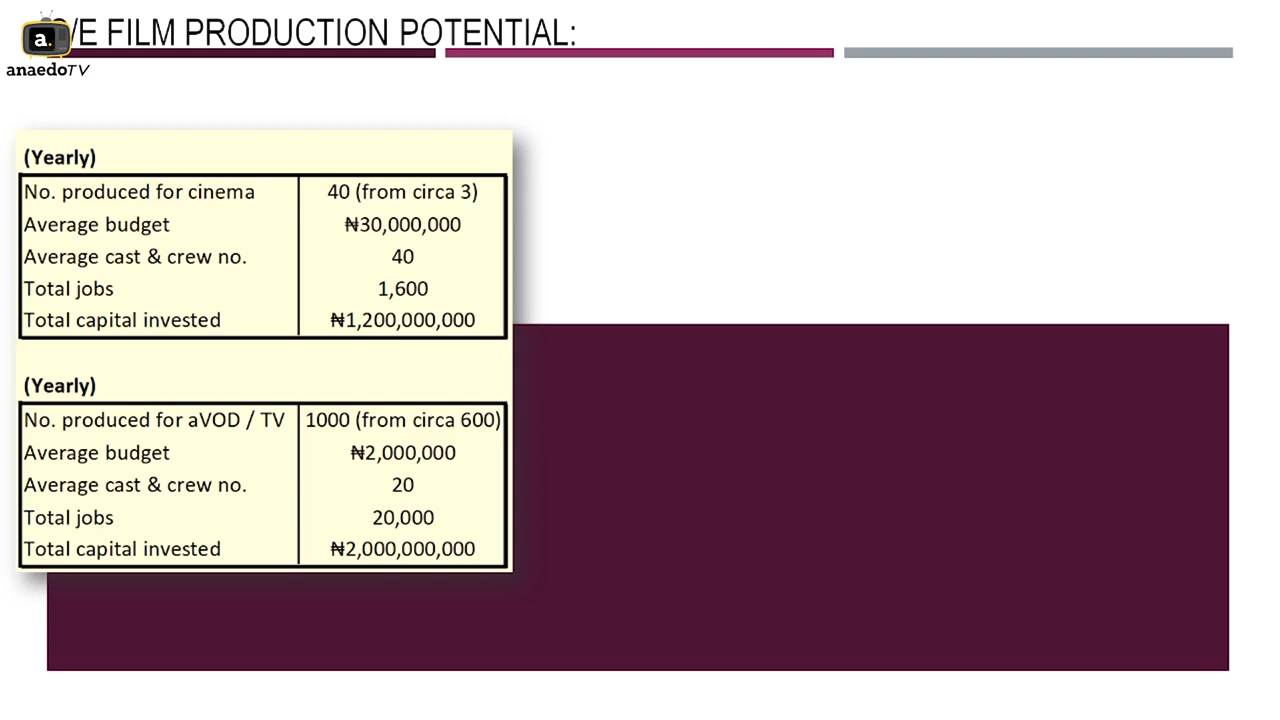 FILM PRODUCTION POTENTIAL:
a.
anaedoTV
(Yearly)
No. produced for cinema 40 (from circa 3)
Average budget ₦30,000,000
Average cast & crew no. 40
Total jobs 1,600
Total capital invested ₦1,200,000,000
(Yearly)
No. produced for aVOD / TV 1000 (from circa 600)
Average budget ₦2,000,000
Average cast & crew no. 20
Total jobs 20,000
Total capital invested ₦2,000,000,000